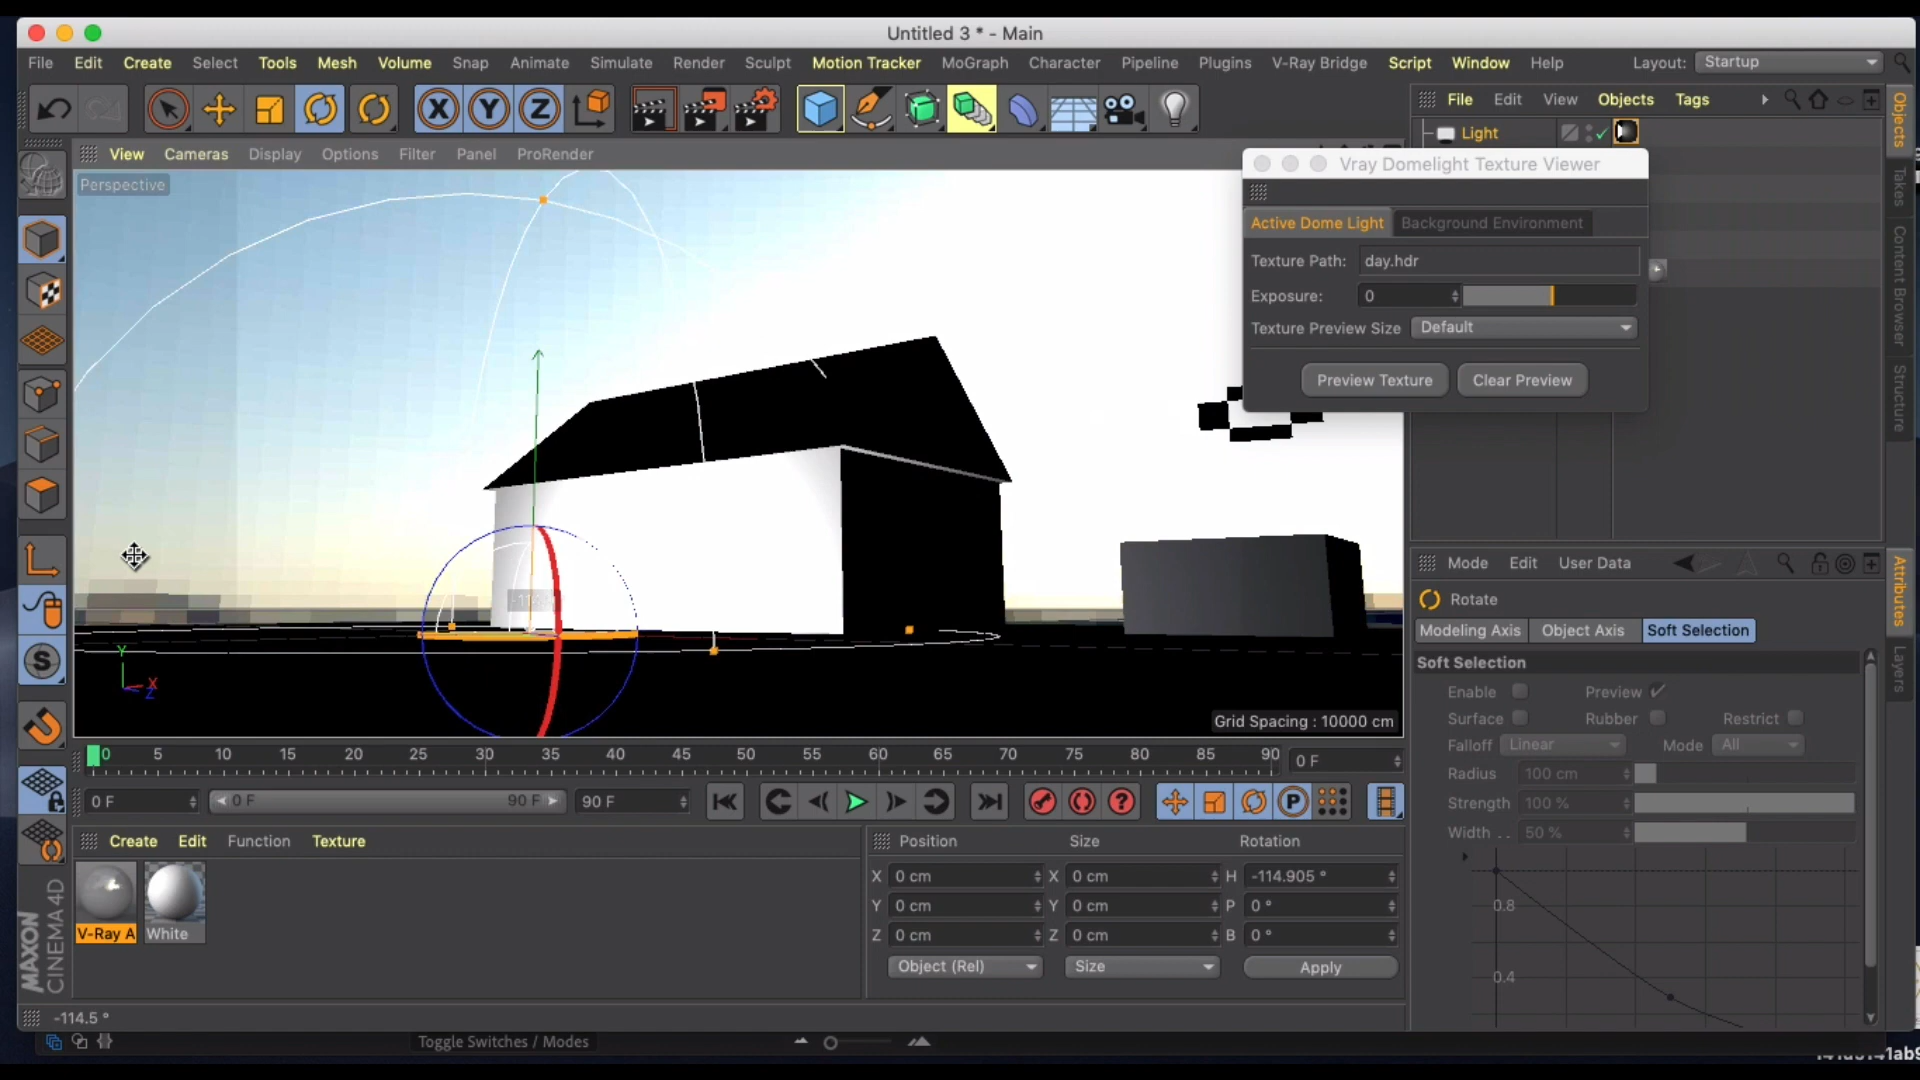 Untitled 3 * - Main
File Edit Create Select Tools Mesh Volume Snap Animate Simulate Render Sculpt Motion Tracker MoGraph Character Pipeline Plugins V-Ray Bridge Script Window Help Layout: Startup
X Y Z
File Edit View Objects Tags
Light
View Cameras Display Options Filter Panel ProRender
Perspective
Vray Domelight Texture Viewer
Active Dome Light Background Environment
Texture Path: day.hdr
Exposure: 0
Texture Preview Size Default
Preview Texture Clear Preview
Objects
Takes
Content Browser
Structure
Y
X
Z
Grid Spacing : 10000 cm
Mode Edit User Data
Rotate
Modeling Axis Object Axis Soft Selection
Soft Selection
Enable Preview
Surface Rubber Restrict
Falloff Linear Mode All
Radius 100 cm
Strength 100 %
Width . . 50 %
0.8
0.4
Attributes
Layers
S
0 5 10 15 20 25 30 35 40 45 50 55 60 65 70 75 80 85 90 0 F
0 F 0 F 90 F 90 F
P
Create Edit Function Texture
V-Ray A White
Position Size Rotation
X 0 cm X 0 cm H -114.905 °
Y 0 cm Y 0 cm P 0 °
Z 0 cm Z 0 cm B 0 °
Object (Rel) Size Apply
MAXON
CINEMA 4D
-114.5 °
Toggle Switches / Modes